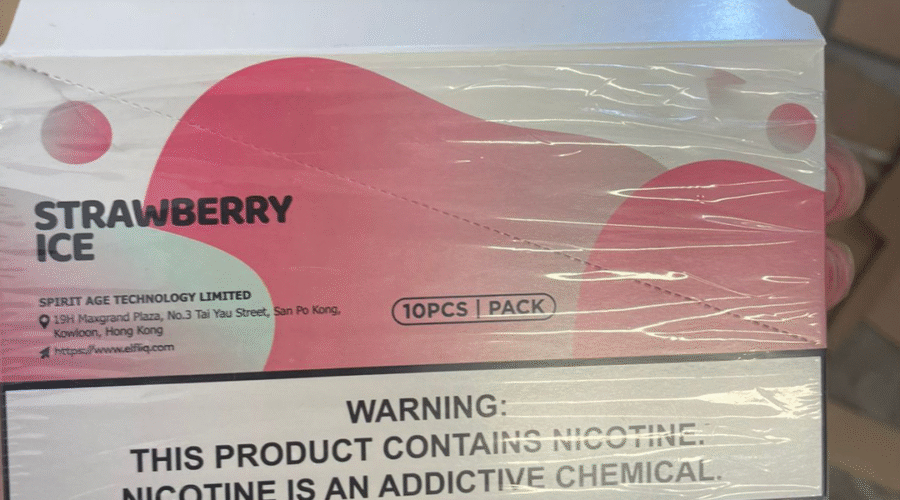 STRAWBERRY
ICE
SPIRIT AGE TECHNOLOGY LIMITED
19H Maxgrand Plaza, No.3 Tai Yau Street, San Po Kong,
Kowloon, Hong Kong
https://www.elfliq.com
10PCS | PACK
WARNING:
THIS PRODUCT CONTAINS NICOTINE.
NICOTINE IS AN ADDICTIVE CHEMICAL.